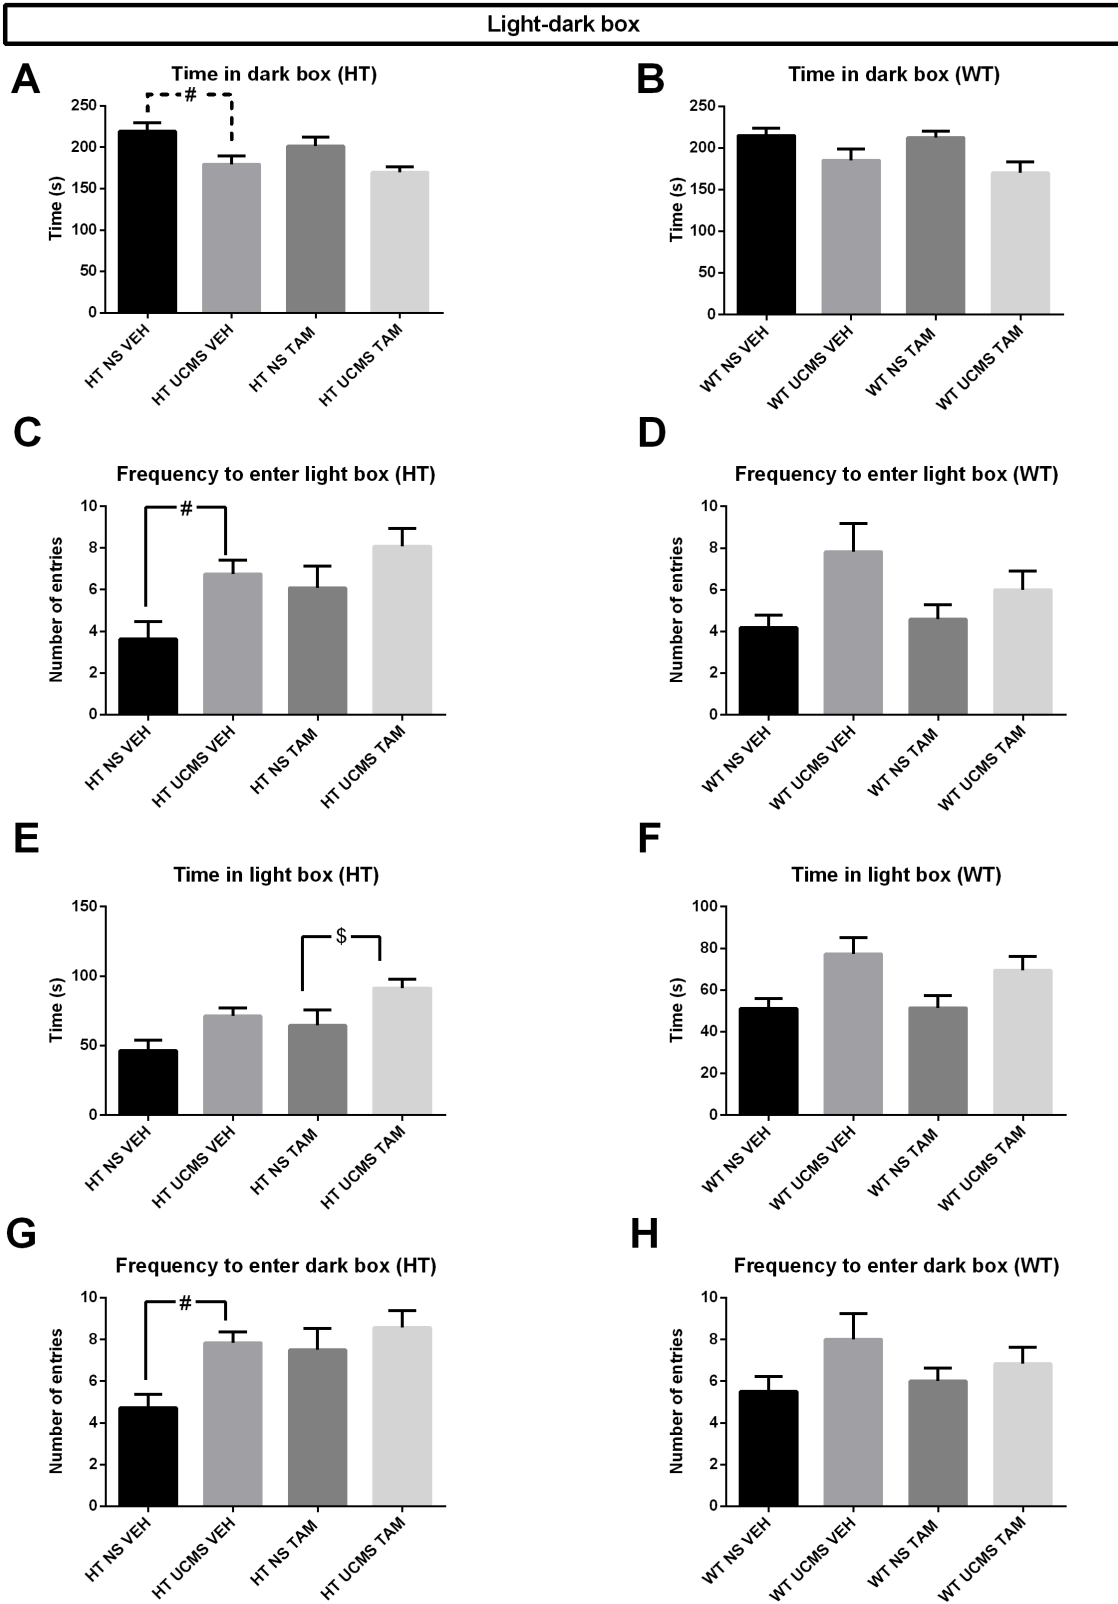 Light-dark box
A
Time in dark box (HT)
#
Time (s)
250
200
150
100
50
0
HT NS VEH
HT UCMS VEH
HT NS TAM
HT UCMS TAM
B
Time in dark box (WT)
Time (s)
250
200
150
100
50
0
WT NS VEH
WT UCMS VEH
WT NS TAM
WT UCMS TAM
C
Frequency to enter light box (HT)
#
Number of entries
10
8
6
4
2
0
HT NS VEH
HT UCMS VEH
HT NS TAM
HT UCMS TAM
D
Frequency to enter light box (WT)
Number of entries
10
8
6
4
2
0
WT NS VEH
WT UCMS VEH
WT NS TAM
WT UCMS TAM
E
Time in light box (HT)
$
Time (s)
150
100
50
0
HT NS VEH
HT UCMS VEH
HT NS TAM
HT UCMS TAM
F
Time in light box (WT)
Time (s)
100
80
60
40
20
0
WT NS VEH
WT UCMS VEH
WT NS TAM
WT UCMS TAM
G
Frequency to enter dark box (HT)
#
Number of entries
10
8
6
4
2
0
HT NS VEH
HT UCMS VEH
HT NS TAM
HT UCMS TAM
H
Frequency to enter dark box (WT)
Number of entries
10
8
6
4
2
0
WT NS VEH
WT UCMS VEH
WT NS TAM
WT UCMS TAM